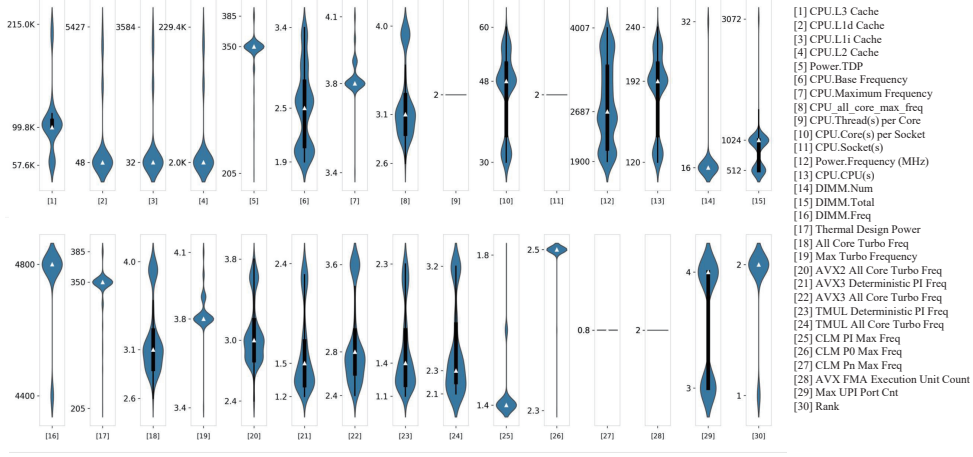 215.0K
99.8K
57.6K
[1]
5427
48
[2]
3584
32
[3]
229.4K
2.0K
[4]
385
350
205
[5]
3.4
2.5
1.9
[6]
4.1
3.8
3.4
[7]
4.0
3.1
2.6
[8]
2
[9]
60
48
30
[10]
2
[11]
4007
2687
1900
[12]
240
192
120
[13]
32
16
[14]
3072
1024
512
[15]
4800
4400
[16]
385
350
205
[17]
4.0
3.1
2.6
[18]
4.1
3.8
3.4
[19]
3.8
3.0
2.4
[20]
2.4
1.5
1.2
[21]
3.6
2.8
2.4
[22]
2.3
1.4
1.1
[23]
3.2
2.3
2.1
[24]
1.8
1.4
[25]
2.5
2.3
[26]
0.8
[27]
2
[28]
4
3
[29]
2
1
[30]
[1] CPU.L3 Cache
[2] CPU.L1d Cache
[3] CPU.L1i Cache
[4] CPU.L2 Cache
[5] Power.TDP
[6] CPU.Base Frequency
[7] CPU.Maximum Frequency
[8] CPU_all_core_max_freq
[9] CPU.Thread(s) per Core
[10] CPU.Core(s) per Socket
[11] CPU.Socket(s)
[12] Power.Frequency (MHz)
[13] CPU.CPU(s)
[14] DIMM.Num
[15] DIMM.Total
[16] DIMM.Freq
[17] Thermal Design Power
[18] All Core Turbo Freq
[19] Max Turbo Frequency
[20] AVX2 All Core Turbo Freq
[21] AVX3 Deterministic PI Freq
[22] AVX3 All Core Turbo Freq
[23] TMUL Deterministic PI Freq
[24] TMUL All Core Turbo Freq
[25] CLM PI Max Freq
[26] CLM P0 Max Freq
[27] CLM Pn Max Freq
[28] AVX FMA Execution Unit Count
[29] Max UPI Port Cnt
[30] Rank